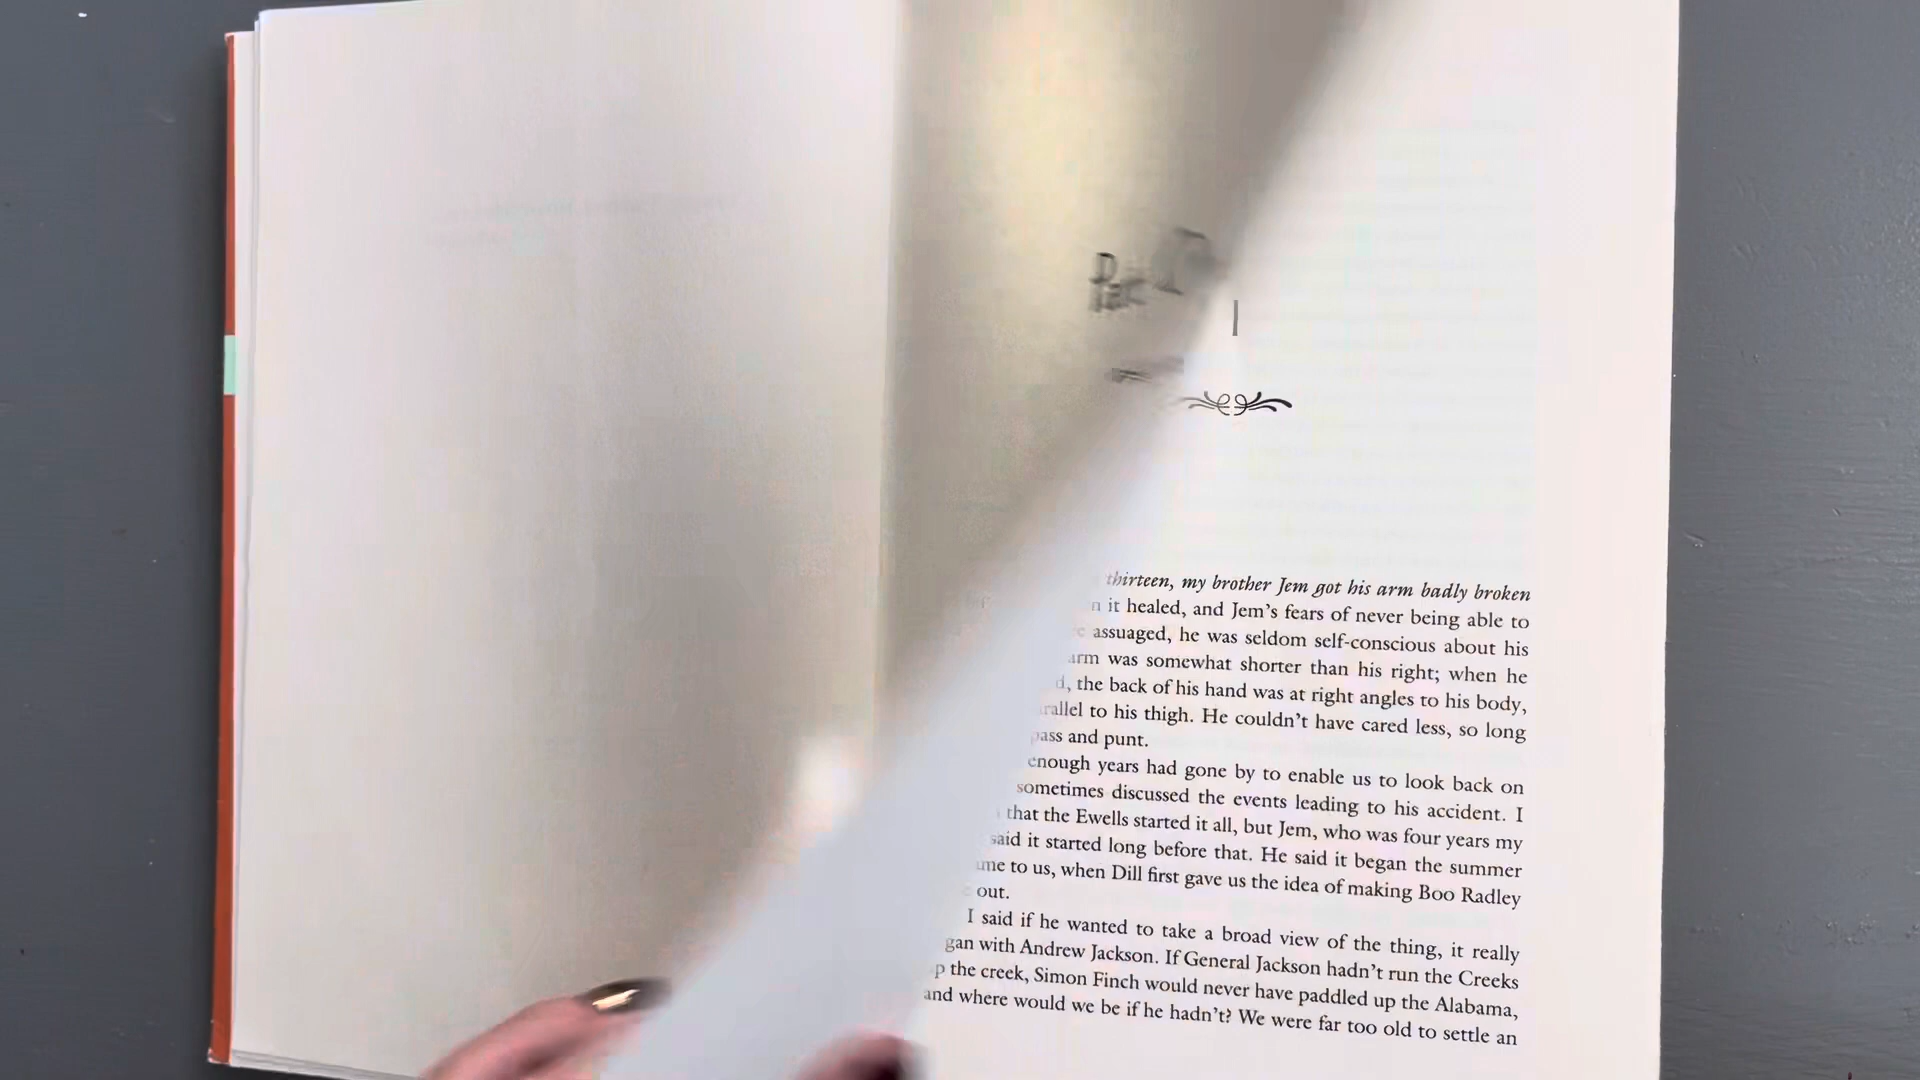 1
thirteen, my brother Jem got his arm badly broken
it healed, and Jem's fears of never being able to
assuaged, he was seldom self-conscious about his
arm was somewhat shorter than his right; when he
the back of his hand was at right angles to his body,
to his thigh. He couldn't have cared less, so long
pass and punt.
enough years had gone by to enable us to look back on
sometimes discussed the events leading to his accident. I
that the Ewells started it all, but Jem, who was four years my
said it started long before that. He said it began the summer
to us, when Dill first gave us the idea of making Boo Radley
out.
I said if he wanted to take a broad view of the thing, it really
gan with Andrew Jackson. If General Jackson hadn't run the Creeks
p the creek, Simon Finch would never have paddled up the Alabama,
and where would we be if he hadn't? We were far too old to settle an